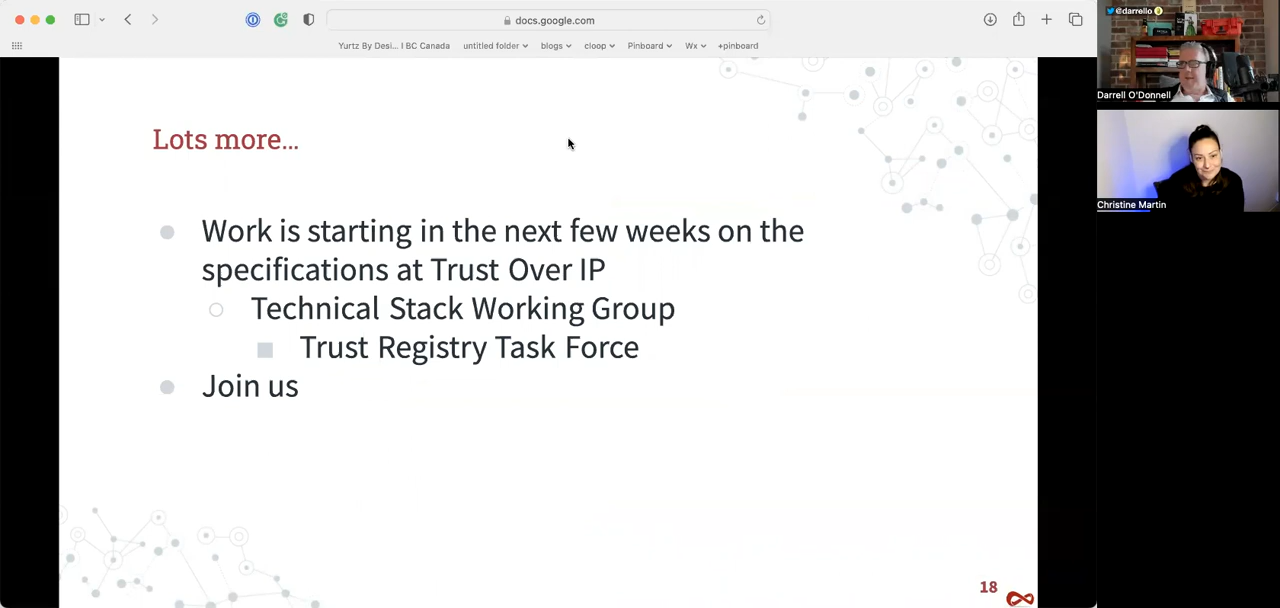 docs.google.com
Yurtz By Desi... I BC Canada
untitled folder
blogs
cloop
Pinboard
Wx
+pinboard
Lots more...
Work is starting in the next few weeks on the
specifications at Trust Over IP
Technical Stack Working Group
Trust Registry Task Force
Join us
18
@darrello
Darrell O'Donnell
Christine Martin